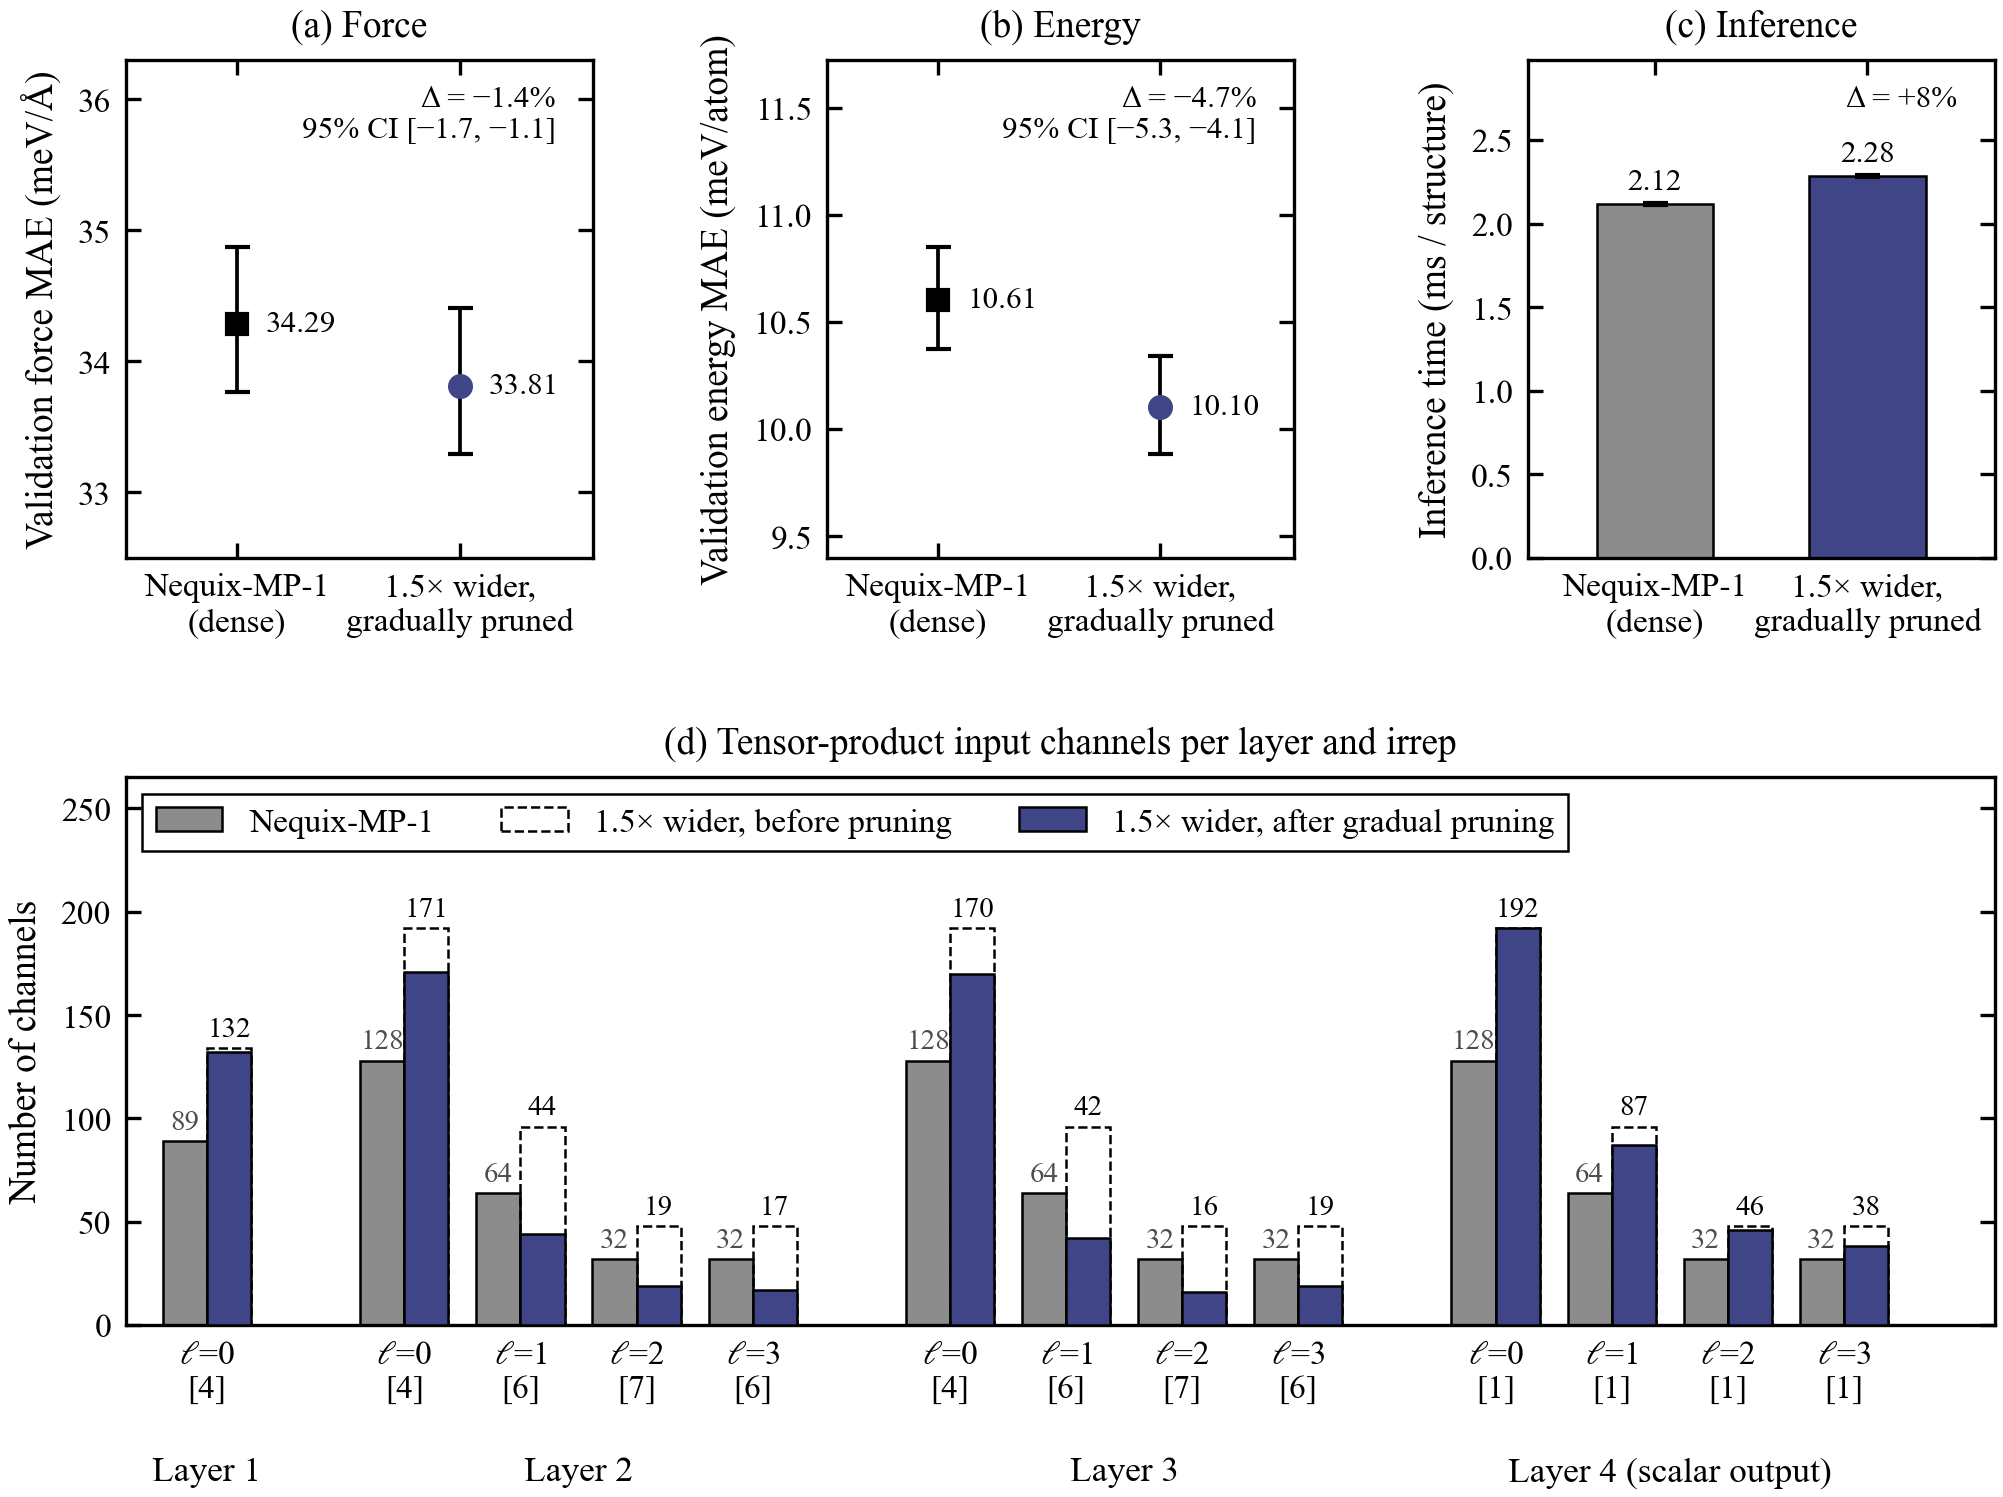 (a) Force
Validation force MAE (meV/Å)
36
35
34
33
Δ = −1.4%
95% CI [−1.7, −1.1]
34.29
33.81
Nequix-MP-1
(dense)
1.5× wider,
gradually pruned
(b) Energy
Validation energy MAE (meV/atom)
11.5
11.0
10.5
10.0
9.5
Δ = −4.7%
95% CI [−5.3, −4.1]
10.61
10.10
Nequix-MP-1
(dense)
1.5× wider,
gradually pruned
(c) Inference
Inference time (ms / structure)
2.5
2.0
1.5
1.0
0.5
0.0
Δ = +8%
2.12
2.28
Nequix-MP-1
(dense)
1.5× wider,
gradually pruned
(d) Tensor-product input channels per layer and irrep
Number of channels
250
200
150
100
50
0
Nequix-MP-1
1.5× wider, before pruning
1.5× wider, after gradual pruning
89
132
128
171
64
44
32
19
32
17
128
170
64
42
32
16
32
19
128
192
64
87
32
46
32
38
ℓ=0
[4]
ℓ=0
[4]
ℓ=1
[6]
ℓ=2
[7]
ℓ=3
[6]
ℓ=0
[4]
ℓ=1
[6]
ℓ=2
[7]
ℓ=3
[6]
ℓ=0
[1]
ℓ=1
[1]
ℓ=2
[1]
ℓ=3
[1]
Layer 1
Layer 2
Layer 3
Layer 4 (scalar output)